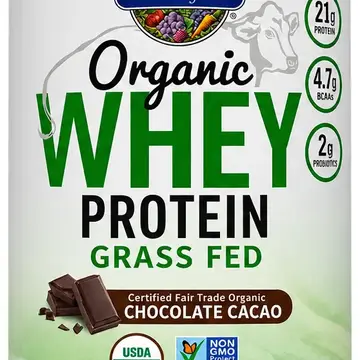 21g
PROTEIN
4.7g
BCAAs
2g
PROBIOTICS
Organic
WHEY
PROTEIN
GRASS FED
Certified Fair Trade Organic
CHOCOLATE CACAO
USDA
NON
GMO
Project